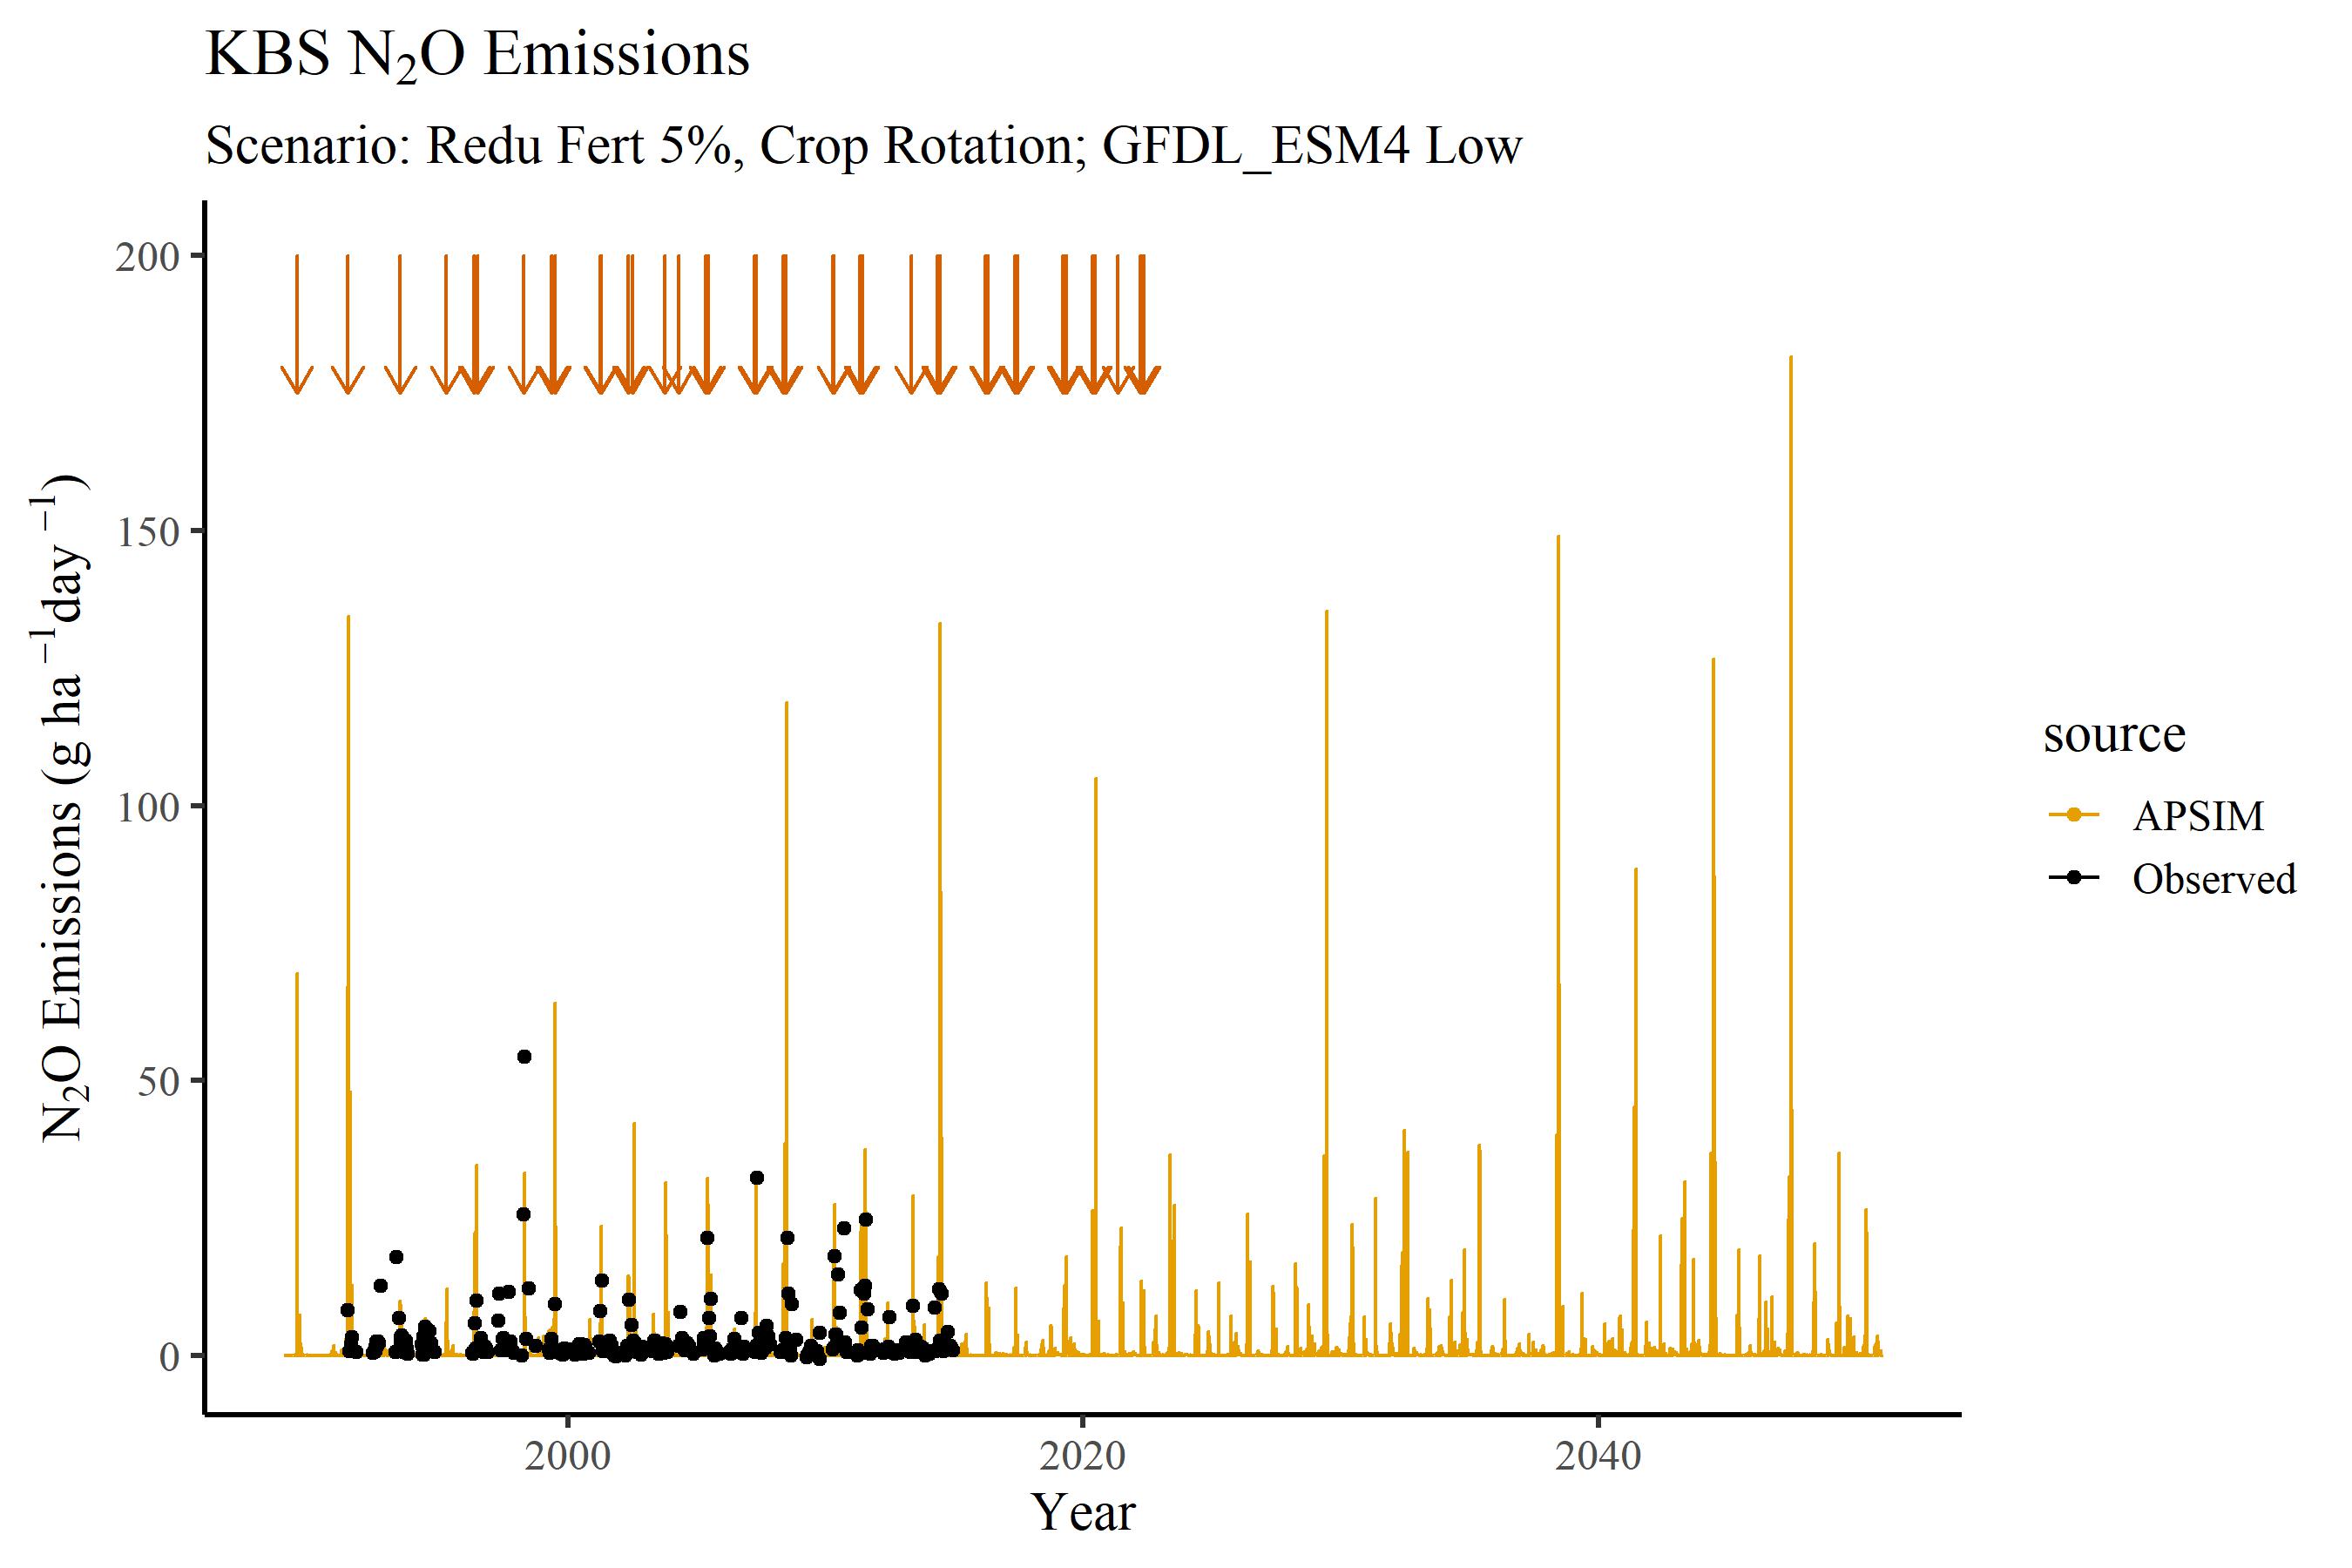 KBS N₂O Emissions
Scenario: Redu Fert 5%, Crop Rotation; GFDL_ESM4 Low
N₂O Emissions (g ha ⁻¹day ⁻¹)
200
150
100
50
0
2000
2020
2040
Year
source
APSIM
Observed